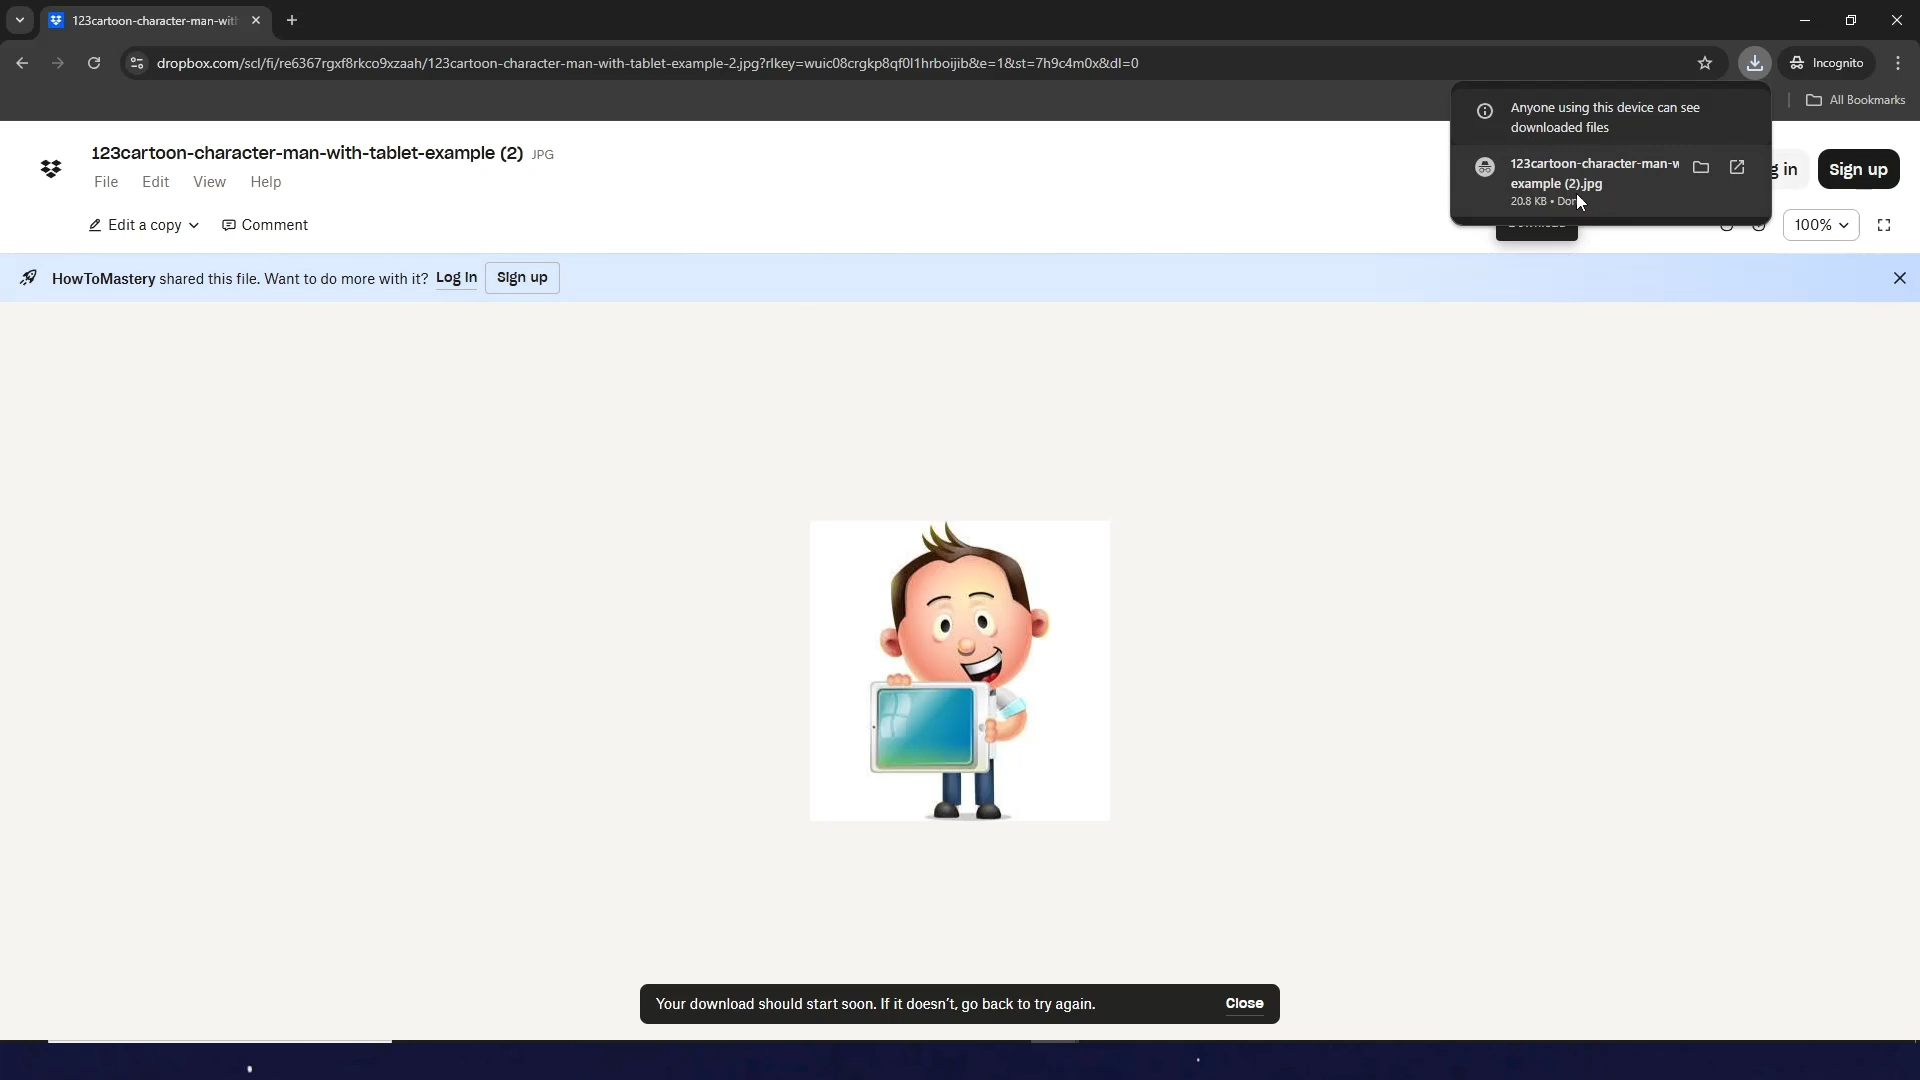 123cartoon-character-man-with
dropbox.com/scl/fi/re6367rgxf8rkco9xzaah/123cartoon-character-man-with-tablet-example-2.jpg?rlkey=wuic08crgkp8qf0l1hrboijib&e=1&st=7h9c4m0x&dl=0
Incognito
All Bookmarks
Anyone using this device can see
downloaded files
123cartoon-character-man-w
example (2).jpg
20.8 KB •
123cartoon-character-man-with-tablet-example (2) JPG
File Edit View Help
in
Sign up
Edit a copy
Comment
100%
HowToMastery shared this file. Want to do more with it? Log in Sign up
Your download should start soon. If it doesn't, go back to try again. Close